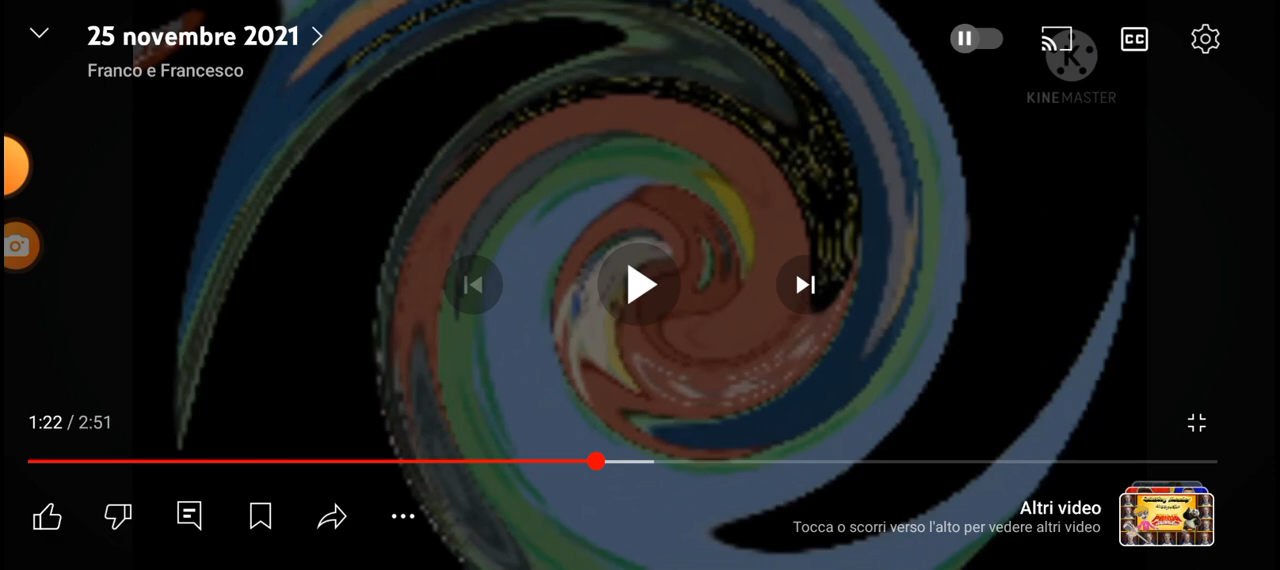 25 novembre 2021
Franco e Francesco
CC
K
KINEMASTER
1:22 / 2:51
Altri video
Tocca o scorri verso l'alto per vedere altri video